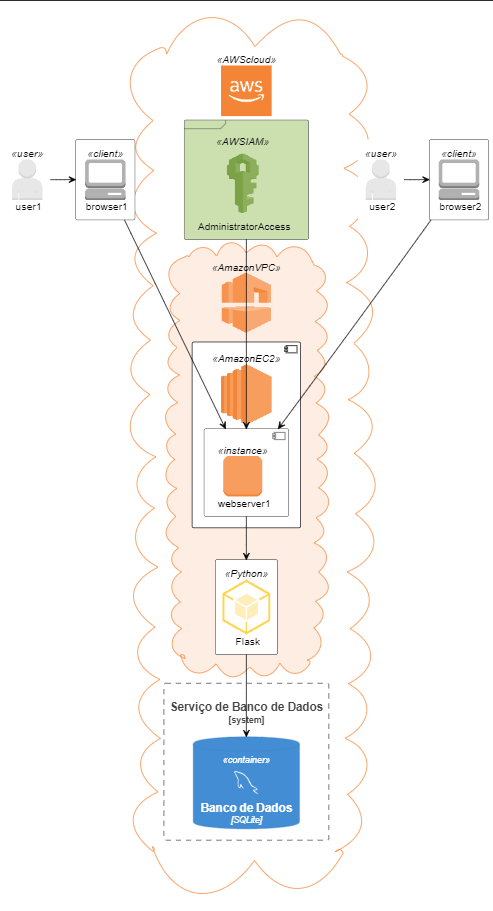 «AWScloud»
aws
«AWSIAM»
AdministratorAccess
«user»
user1
«client»
browser1
«user»
user2
«client»
browser2
«AmazonVPC»
«AmazonEC2»
«instance»
webserver1
«Python»
Flask
Serviço de Banco de Dados
[system]
«container»
Banco de Dados
[SQLite]